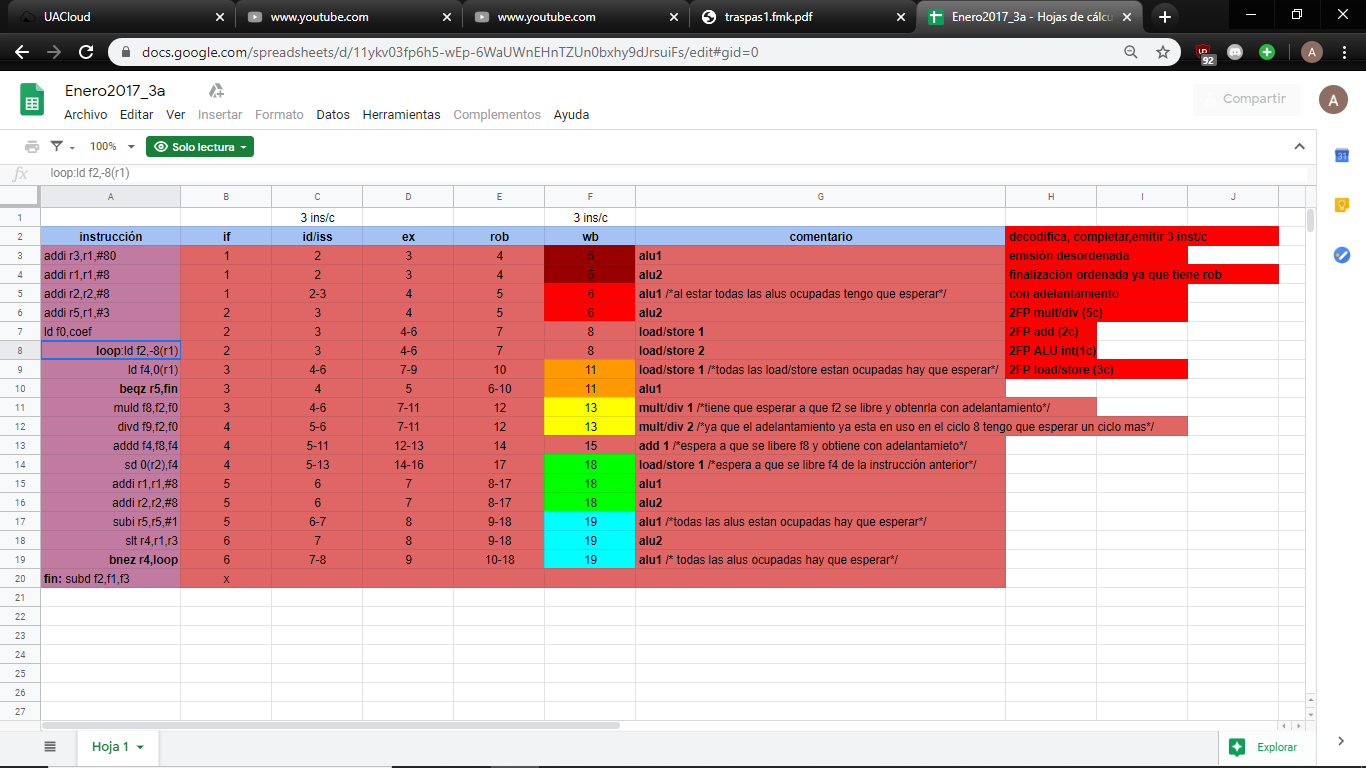 UACloud
www.youtube.com
www.youtube.com
traspas1.fmk.pdf
Enero2017_3a - Hojas de cálcu
docs.google.com/spreadsheets/d/11ykv03fp6h5-wEp-6WaUWnEHnTZUn0bxhy9dJrsuiFs/edit#gid=0
92
A
Enero2017_3a
Archivo Editar Ver Insertar Formato Datos Herramientas Complementos Ayuda
Compartir
A
100%
Solo lectura
31
fx loop:ld f2,-8(r1)
A B C D E F G H I J
1 3 ins/c 3 ins/c
2 instrucción if id/iss ex rob wb comentario decodifica, completar,emitir 3 inst/c
3 addi r3,r1,#80 1 2 3 4 5 alu1 emisión desordenada
4 addi r1,r1,#8 1 2 3 4 5 alu2 finalización ordenada ya que tiene rob
5 addi r2,r2,#8 1 2-3 4 5 6 alu1 /*al estar todas las alus ocupadas tengo que esperar*/ con adelantamiento
6 addi r5,r1,#3 2 3 4 5 6 alu2 2FP mult/div (5c)
7 ld f0,coef 2 3 4-6 7 8 load/store 1 2FP add (2c)
8 loop:ld f2,-8(r1) 2 3 4-6 7 8 load/store 2 2FP ALU int(1c)
9 ld f4,0(r1) 3 4-6 7-9 10 11 load/store 1 /*todas las load/store estan ocupadas hay que esperar*/ 2FP load/store (3c)
10 beqz r5,fin 3 4 5 6-10 11 alu1
11 muld f8,f2,f0 3 4-6 7-11 12 13 mult/div 1 /*tiene que esperar a que f2 se libre y obtenrla con adelantamiento*/
12 divd f9,f2,f0 4 5-6 7-11 12 13 mult/div 2 /*ya que el adelantamiento ya esta en uso en el ciclo 8 tengo que esperar un ciclo mas*/
13 addd f4,f8,f4 4 5-11 12-13 14 15 add 1 /*espera a que se libere f8 y obtiene con adelantamieto*/
14 sd 0(r2),f4 4 5-13 14-16 17 18 load/store 1 /*espera a que se libre f4 de la instrucción anterior*/
15 addi r1,r1,#8 5 6 7 8-17 18 alu1
16 addi r2,r2,#8 5 6 7 8-17 18 alu2
17 subi r5,r5,#1 5 6-7 8 9-18 19 alu1 /*todas las alus estan ocupadas hay que esperar*/
18 slt r4,r1,r3 6 7 8 9-18 19 alu2
19 bnez r4,loop 6 7-8 9 10-18 19 alu1 /* todas las alus ocupadas hay que esperar*/
20 fin: subd f2,f1,f3 x
21
22
23
24
25
26
27
Hoja 1
Explorar